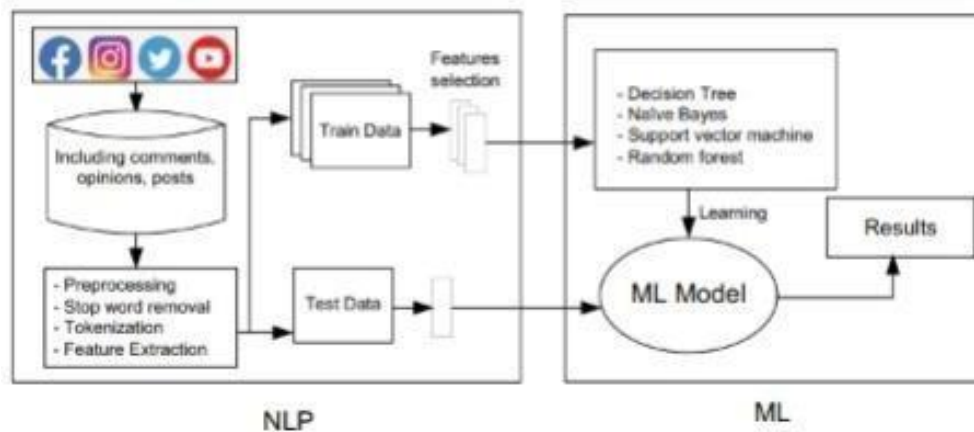 Features
selection
Train Data
Including comments,
opinions, posts
- Preprocessing
- Stop word removal
- Tokenization
- Feature Extraction
Test Data
NLP
- Decision Tree
- Naïve Bayes
- Support vector machine
- Random forest
Learning
ML Model
Results
ML